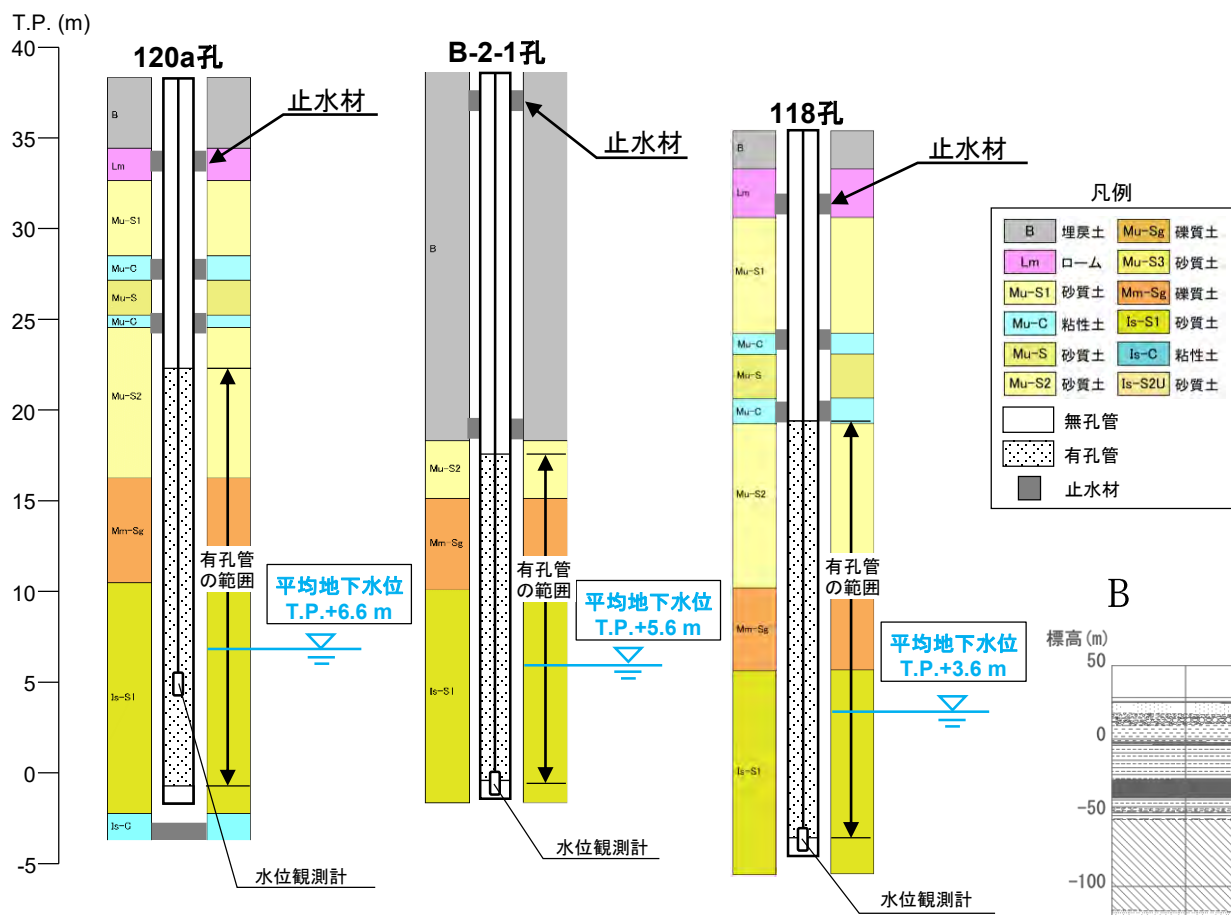 T.P. (m)
40
35
30
25
20
15
10
5
0
-5
120a孔
止水材
B
Lm
Mu-S1
Mu-C
Mu-S
Mu-C
Mu-S2
Mm-Sg
Is-S1
Is-C
有孔管
の範囲
平均地下水位
T.P.+6.6 m
水位観測計
B-2-1孔
止水材
B
Mu-S2
Mm-Sg
Is-S1
有孔管
の範囲
平均地下水位
T.P.+5.6 m
水位観測計
118孔
止水材
B
Lm
Mu-S1
Mu-C
Mu-S
Mu-C
Mu-S2
Mm-Sg
Is-S1
有孔管
の範囲
平均地下水位
T.P.+3.6 m
水位観測計
凡例
B 埋戻土 Mu-Sg 礫質土
Lm ローム Mu-S3 砂質土
Mu-S1 砂質土 Mm-Sg 礫質土
Mu-C 粘性土 Is-S1 砂質土
Mu-S 砂質土 Is-C 粘性土
Mu-S2 砂質土 Is-S2U 砂質土
無孔管
有孔管
止水材
B
標高(m)
50
0
-50
-100